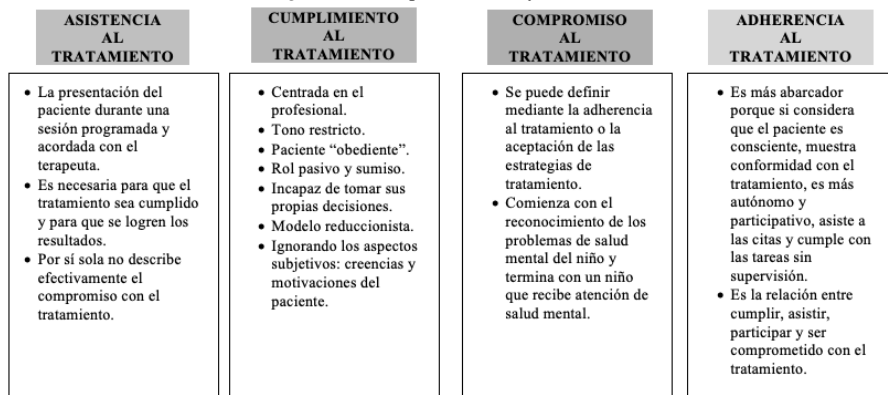 ASISTENCIA
AL
TRATAMIENTO
• La presentación del
paciente durante una
sesión programada y
acordada con el
terapeuta.
• Es necesaria para que el
tratamiento sea cumplido
y para que se logren los
resultados.
• Por sí sola no describe
efectivamente el
compromiso con el
tratamiento.
CUMPLIMIENTO
AL
TRATAMIENTO
• Centrada en el
profesional.
• Tono restricto.
• Paciente “obediente”.
• Rol pasivo y sumiso.
• Incapaz de tomar sus
propias decisiones.
• Modelo reduccionista.
• Ignorando los aspectos
subjetivos: creencias y
motivaciones del
paciente.
COMPROMISO
AL
TRATAMIENTO
• Se puede definir
mediante la adherencia
al tratamiento o la
aceptación de las
estrategias de
tratamiento.
• Comienza con el
reconocimiento de los
problemas de salud
mental del niño y
termina con un niño
que recibe atención de
salud mental.
ADHERENCIA
AL
TRATAMIENTO
• Es más abarcador
porque si considera
que el paciente es
consciente, muestra
conformidad con el
tratamiento, es más
autónomo y
participativo, asiste a
las citas y cumple con
las tareas sin
supervisión.
• Es la relación entre
cumplir, asistir,
participar y ser
comprometido con el
tratamiento.